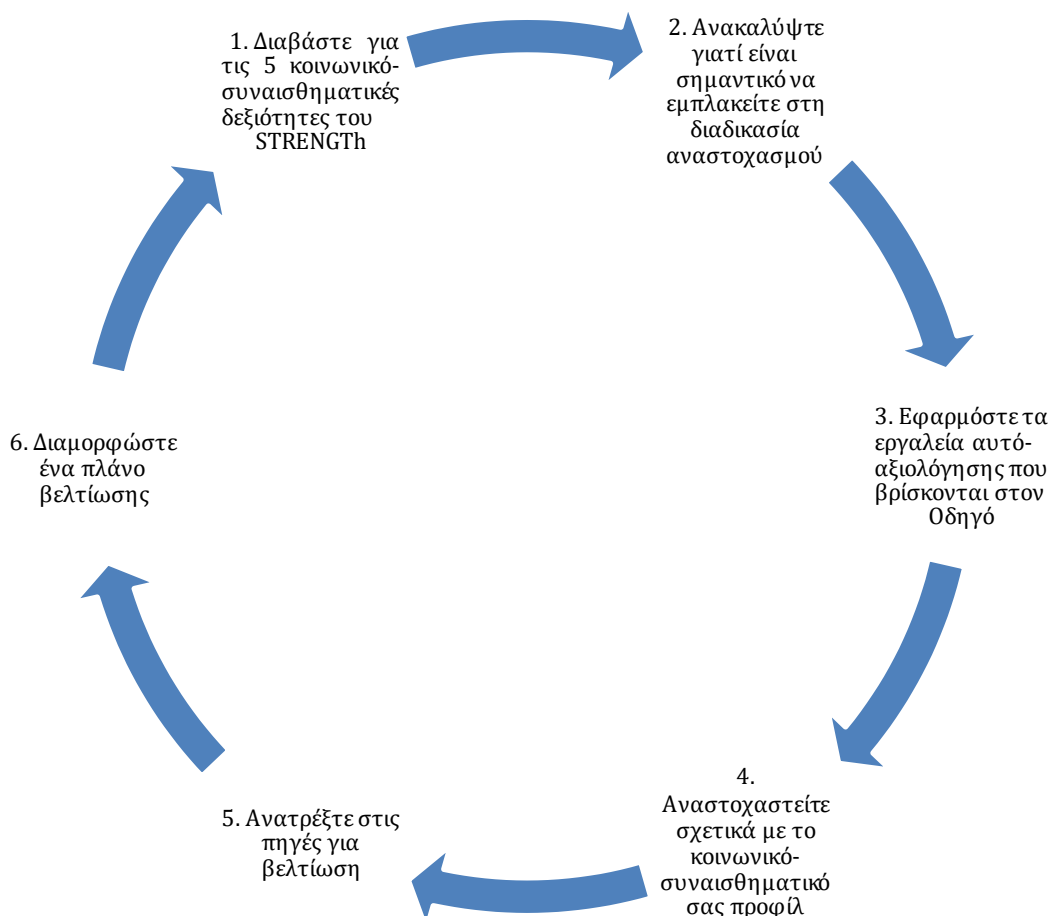 1. Διαβάστε για
τις 5 κοινωνικό-
συναισθηματικές
δεξιότητες του
STRENGTh
2. Ανακαλύψτε
γιατί είναι
σημαντικό να
εμπλακείτε στη
διαδικασία
αναστοχασμού
3. Εφαρμόστε τα
εργαλεία αυτό-
αξιολόγησης που
βρίσκονται στον
Οδηγό
4.
Αναστοχαστείτε
σχετικά με το
κοινωνικό-
συναισθηματικό
σας προφίλ
5. Ανατρέξτε στις
πηγές για
βελτίωση
6. Διαμορφώστε
ένα πλάνο
βελτίωσης